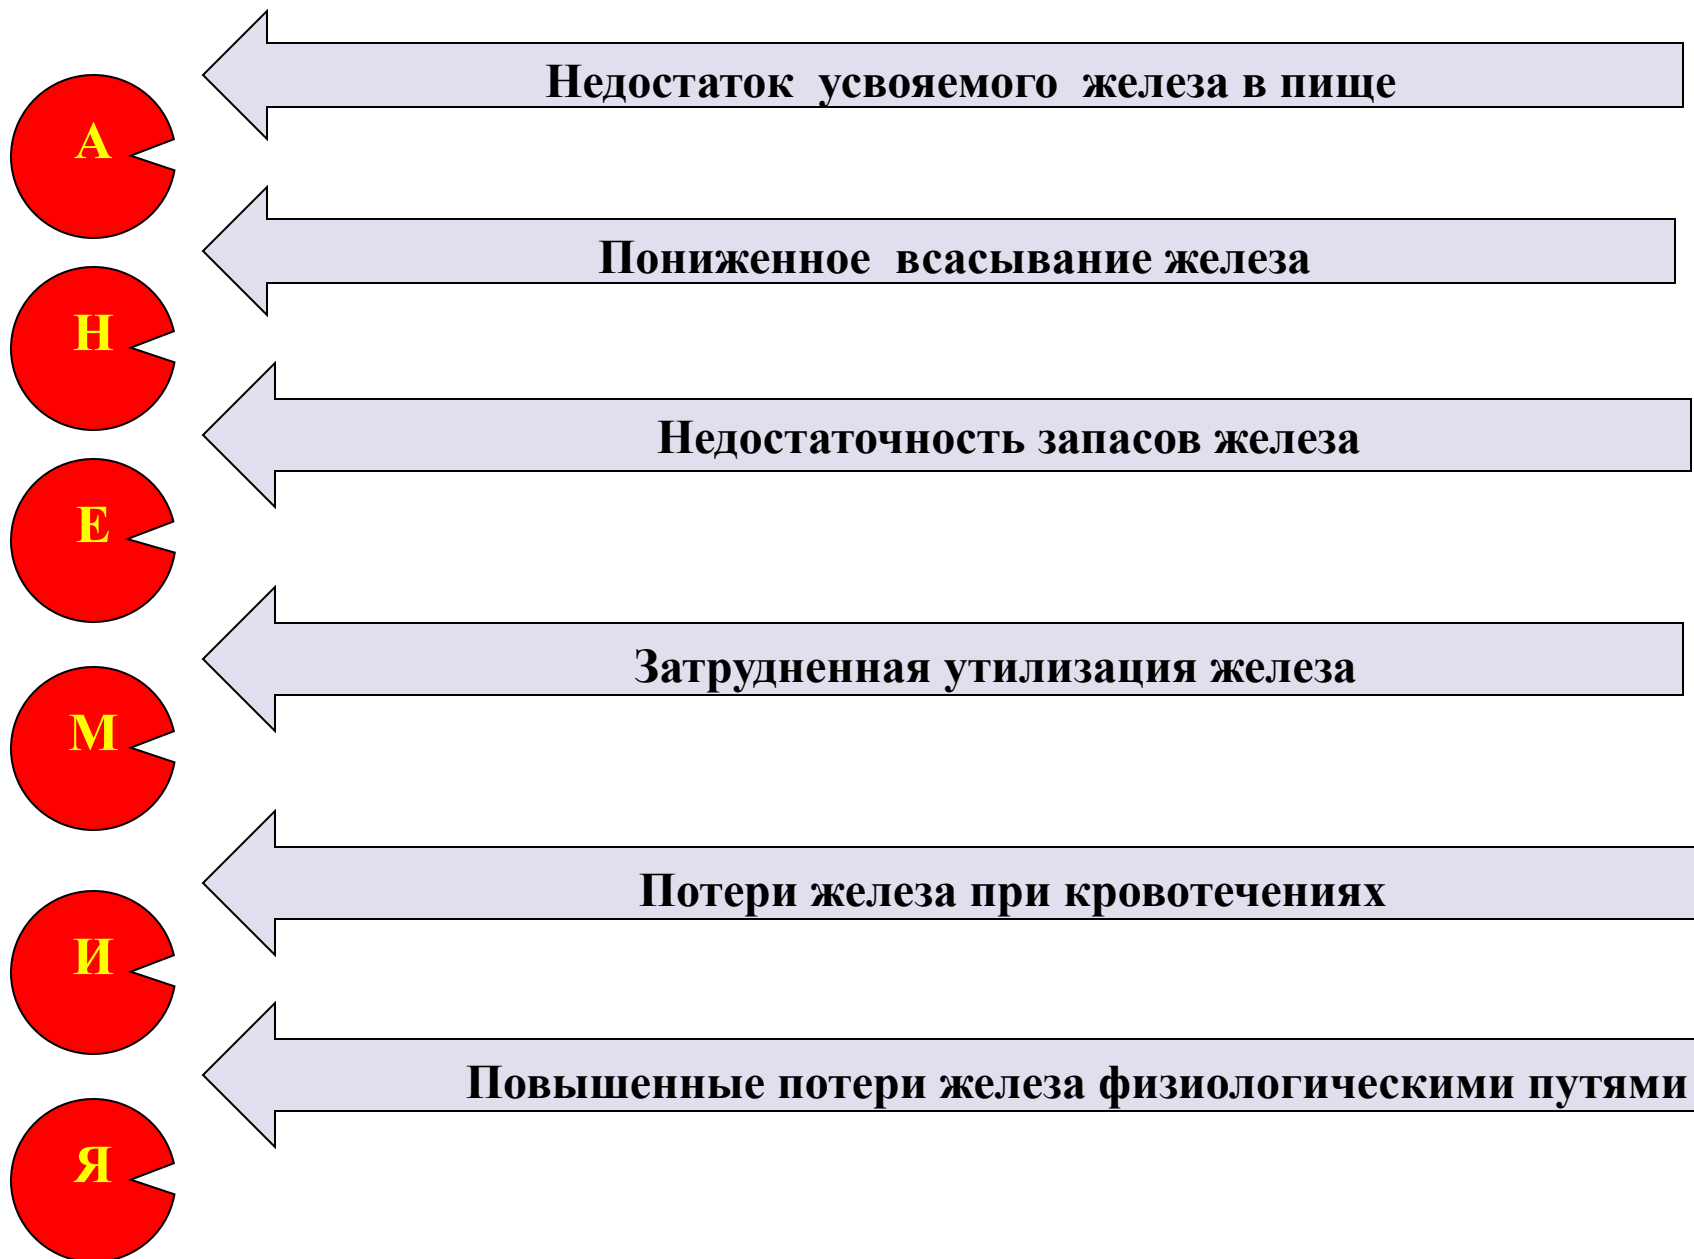 Недостаток усвояемого железа в пище
А
Пониженное всасывание железа
Н
Недостаточность запасов железа
Е
Затрудненная утилизация железа
М
Потери железа при кровотечениях
И
Повышенные потери железа физиологическими путями
Я